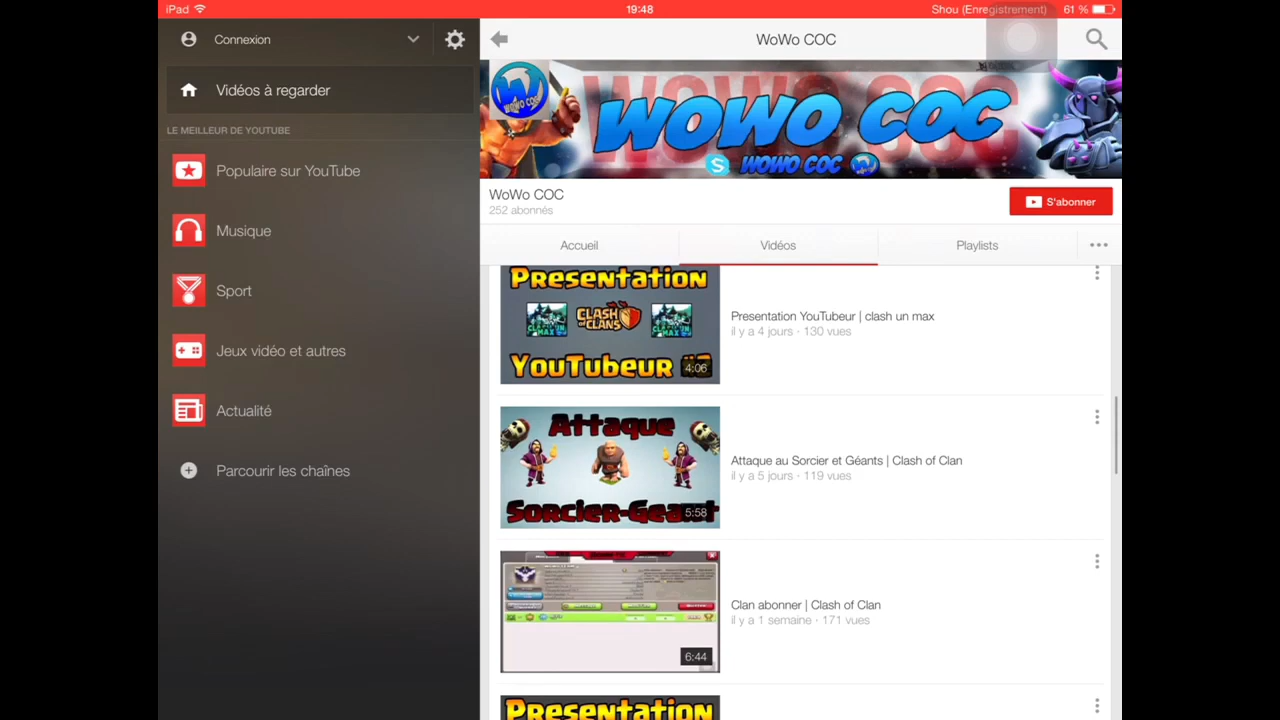 iPad
19:48
Shou (Enregistrement)
61 %
Connexion
Vidéos à regarder
LE MEILLEUR DE YOUTUBE
Populaire sur YouTube
Musique
Sport
Jeux vidéo et autres
Actualité
Parcourir les chaînes
WoWo COC
WOWO COC
WOWO COC
WOWO COC
WoWo COC
252 abonnés
S'abonner
Accueil
Vidéos
Playlists
Presentation
CLASH OF CLANS
YouTubeur
4:06
Presentation YouTubeur | clash un max
il y a 4 jours · 130 vues
Attaque
Sorcier-Geant
5:58
Attaque au Sorcier et Géants | Clash of Clan
il y a 5 jours · 119 vues
6:44
Clan abonner | Clash of Clan
il y a 1 semaine · 171 vues
Presentation